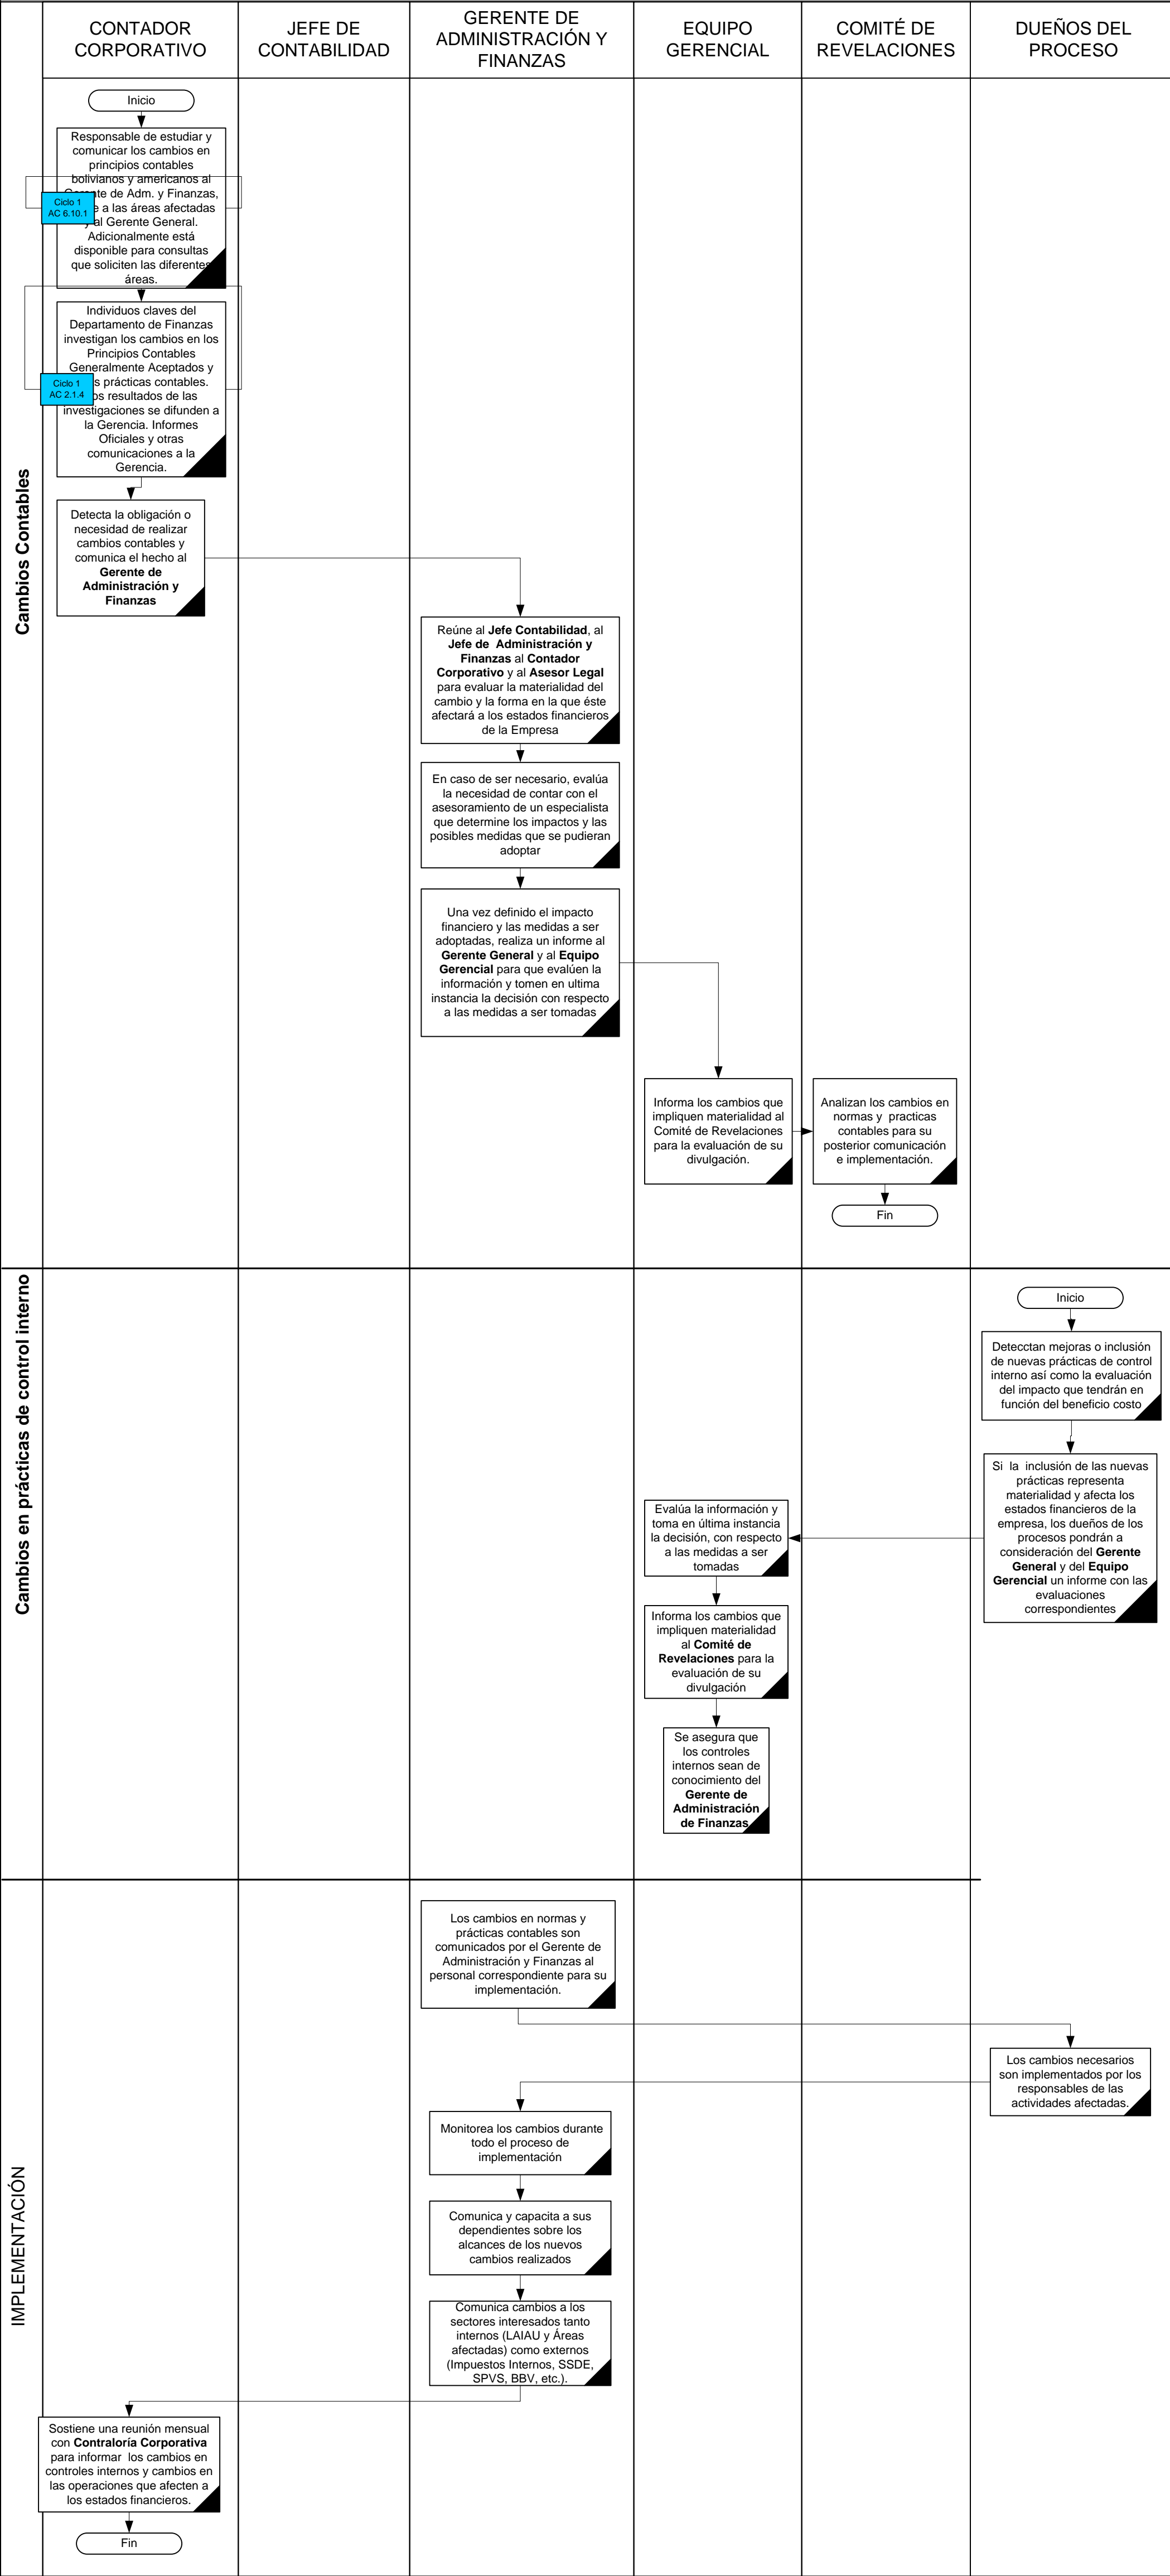 CONTADOR
CORPORATIVO
JEFE DE
CONTABILIDAD
GERENTE DE
ADMINISTRACIÓN Y
FINANZAS
EQUIPO
GERENCIAL
COMITÉ DE
REVELACIONES
DUEÑOS DEL
PROCESO
Cambios Contables
Inicio
Responsable de estudiar y
comunicar los cambios en
principios contables
bolivianos y americanos al
Gerente de Adm. y Finanzas,
a las áreas afectadas
y al Gerente General.
Adicionalmente está
disponible para consultas
que soliciten las diferentes
áreas.
Ciclo 1
AC 6.10.1
Individuos claves del
Departamento de Finanzas
investigan los cambios en los
Principios Contables
Generalmente Aceptados y
prácticas contables.
Los resultados de las
investigaciones se difunden a
la Gerencia. Informes
Oficiales y otras
comunicaciones a la
Gerencia.
Ciclo 1
AC 2.1.4
Detecta la obligación o
necesidad de realizar
cambios contables y
comunica el hecho al
Gerente de
Administración y
Finanzas
Reúne al Jefe Contabilidad, al
Jefe de Administración y
Finanzas al Contador
Corporativo y al Asesor Legal
para evaluar la materialidad del
cambio y la forma en la que éste
afectará a los estados financieros
de la Empresa
En caso de ser necesario, evalúa
la necesidad de contar con el
asesoramiento de un especialista
que determine los impactos y las
posibles medidas que se pudieran
adoptar
Una vez definido el impacto
financiero y las medidas a ser
adoptadas, realiza un informe al
Gerente General y al Equipo
Gerencial para que evalúen la
información y tomen en ultima
instancia la decisión con respecto
a las medidas a ser tomadas
Informa los cambios que
impliquen materialidad al
Comité de Revelaciones
para la evaluación de su
divulgación.
Analizan los cambios en
normas y practicas
contables para su
posterior comunicación
e implementación.
Fin
Cambios en prácticas de control interno
Inicio
Detecctan mejoras o inclusión
de nuevas prácticas de control
interno así como la evaluación
del impacto que tendrán en
función del beneficio costo
Si la inclusión de las nuevas
prácticas representa
materialidad y afecta los
estados financieros de la
empresa, los dueños de los
procesos pondrán a
consideración del Gerente
General y del Equipo
Gerencial un informe con las
evaluaciones
correspondientes
Evalúa la información y
toma en última instancia
la decisión, con respecto
a las medidas a ser
tomadas
Informa los cambios que
impliquen materialidad
al Comité de
Revelaciones para la
evaluación de su
divulgación
Se asegura que
los controles
internos sean de
conocimiento del
Gerente de
Administración
de Finanzas
IMPLEMENTACIÓN
Los cambios en normas y
prácticas contables son
comunicados por el Gerente de
Administración y Finanzas al
personal correspondiente para su
implementación.
Los cambios necesarios
son implementados por los
responsables de las
actividades afectadas.
Monitorea los cambios durante
todo el proceso de
implementación
Comunica y capacita a sus
dependientes sobre los
alcances de los nuevos
cambios realizados
Comunica cambios a los
sectores interesados tanto
internos (LAIAU y Áreas
afectadas) como externos
(Impuestos Internos, SSDE,
SPVS, BBV, etc.).
Sostiene una reunión mensual
con Contraloría Corporativa
para informar los cambios en
controles internos y cambios en
las operaciones que afecten a
los estados financieros.
Fin